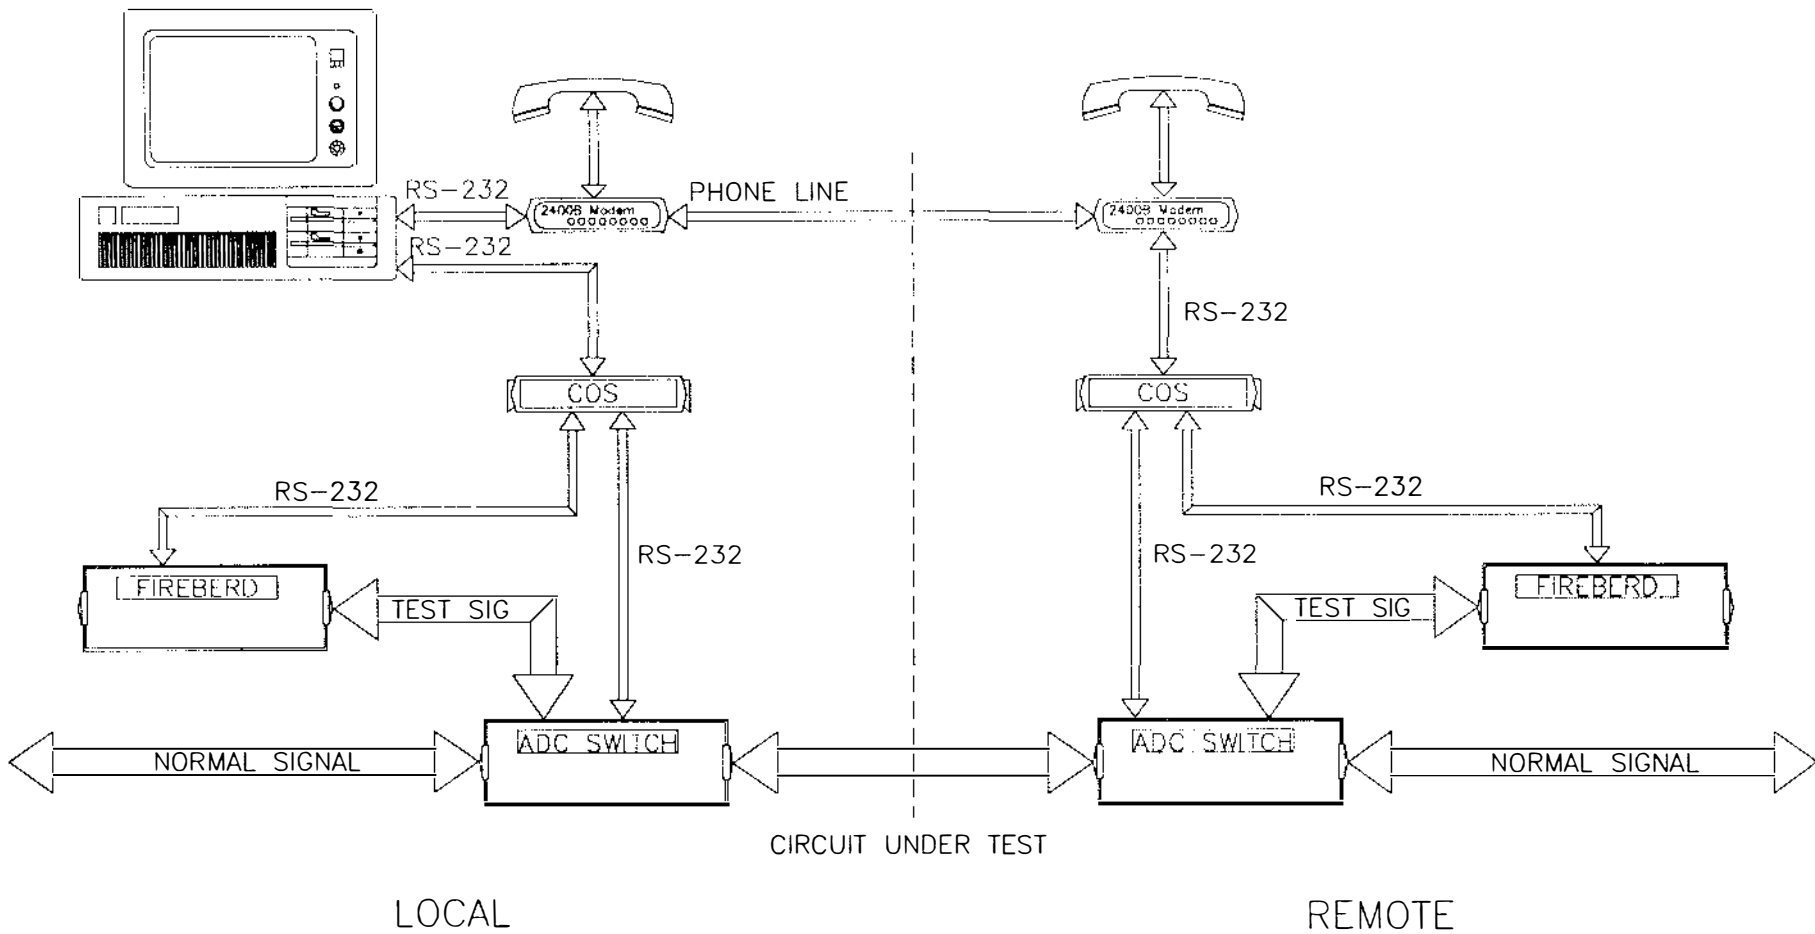 RS-232
PHONE LINE
2400B Modem
2400B Modem
RS-232
RS-232
COS
COS
RS-232
RS-232
RS-232
RS-232
FIREBERD
TEST SIG
TEST SIG
FIREBERD
ADC SWITCH
ADC SWITCH
NORMAL SIGNAL
NORMAL SIGNAL
CIRCUIT UNDER TEST
LOCAL
REMOTE